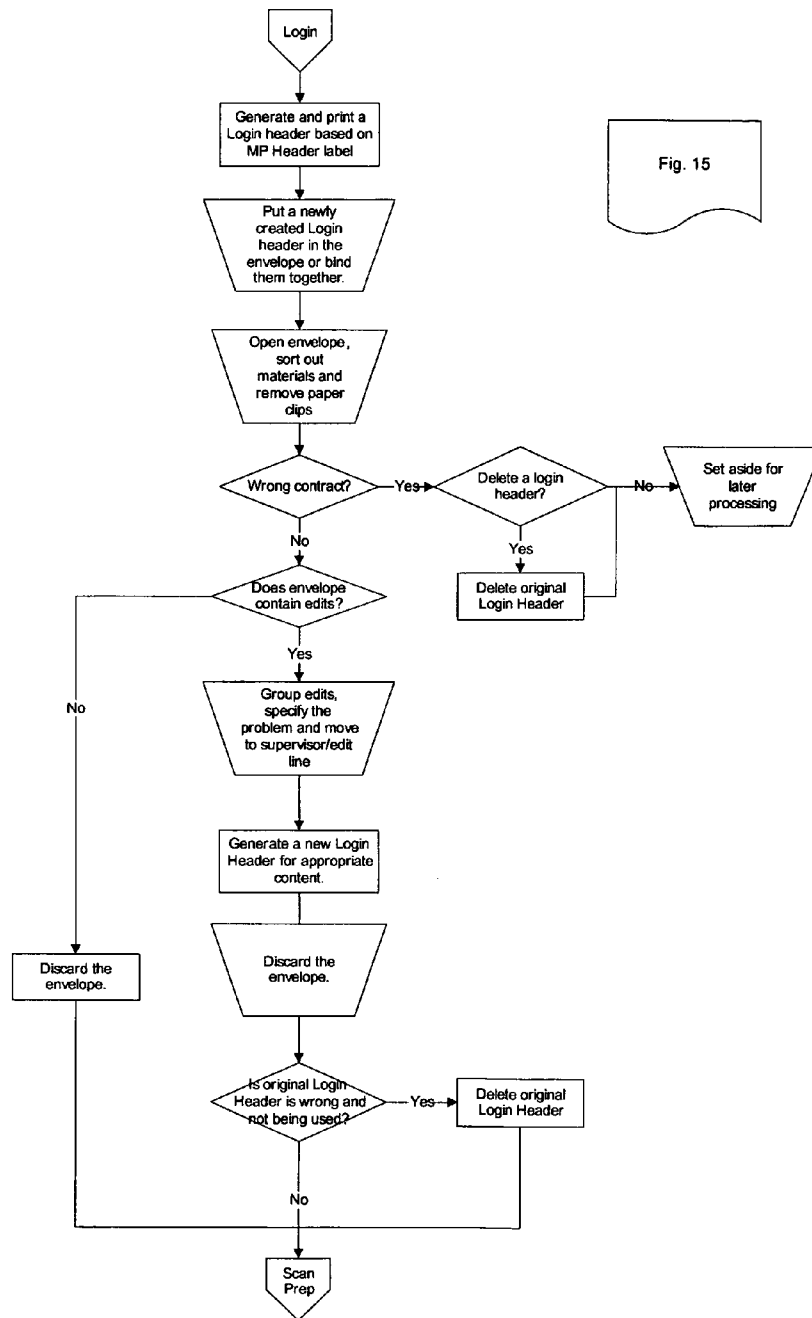 Login
Generate and print a
Login header based on
MP Header label
Fig. 15
Put a newly
created Login
header in the
envelope or bind
them together.
Open envelope,
sort out
materials and
remove paper
clips
Wrong contract?
Yes
Delete a login
header?
No
Set aside for
later
processing
No
Yes
Delete original
Login Header
Does envelope
contain edits?
Yes
No
Group edits,
specify the
problem and move
to supervisor/edit
line
Generate a new Login
Header for appropriate
content.
Discard the
envelope.
Discard the
envelope.
Is original Login
Header is wrong and
not being used?
Yes
Delete original
Login Header
No
Scan
Prep